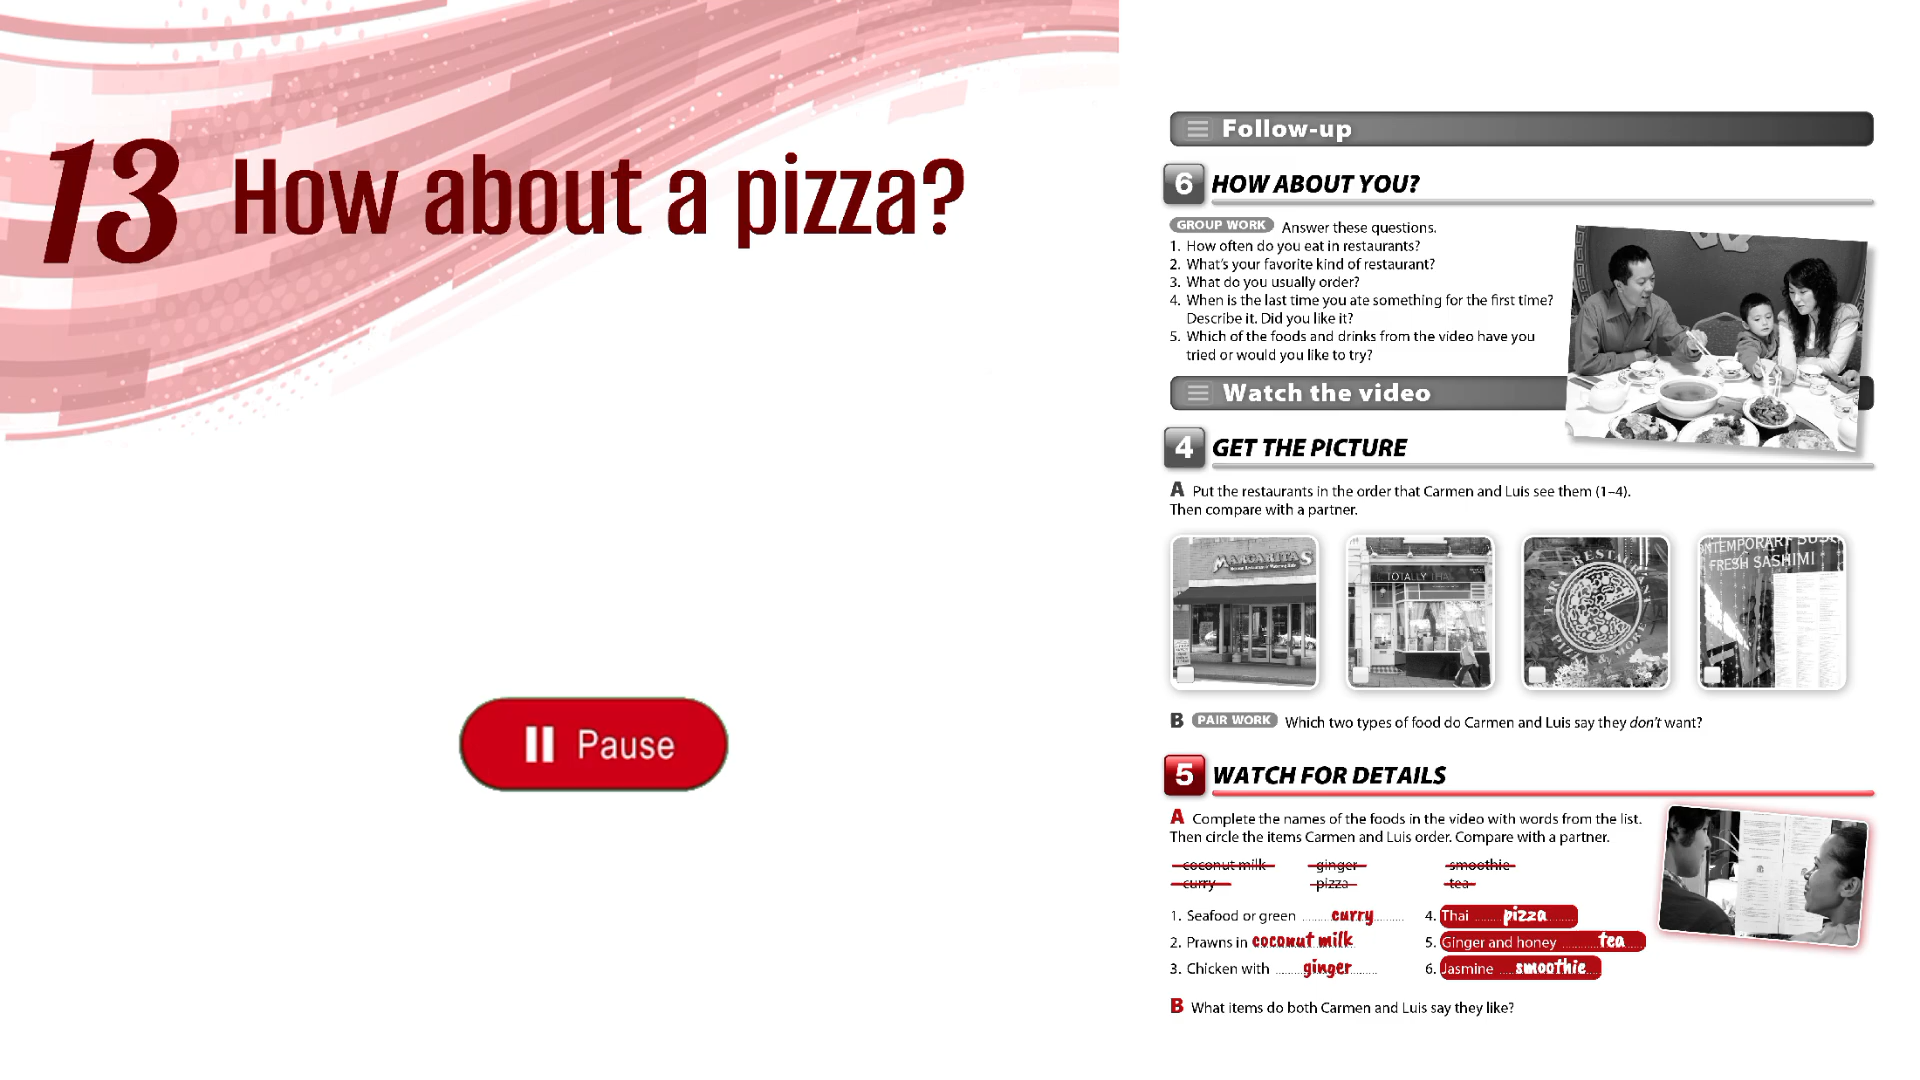 13 How about a pizza?
Pause
Follow-up
6 HOW ABOUT YOU?
GROUP WORK Answer these questions.
1. How often do you eat in restaurants?
2. What's your favorite kind of restaurant?
3. What do you usually order?
4. When is the last time you ate something for the first time?
Describe it. Did you like it?
5. Which of the foods and drinks from the video have you
tried or would you like to try?
Watch the video
4 GET THE PICTURE
A Put the restaurants in the order that Carmen and Luis see them (1–4).
Then compare with a partner.
MARGARITAS
TOTALLY THAI
RESTAURANT
PIZZA & MORE
CONTEMPORARY SUSHI
FRESH SASHIMI
B PAIR WORK Which two types of food do Carmen and Luis say they don't want?
5 WATCH FOR DETAILS
A Complete the names of the foods in the video with words from the list.
Then circle the items Carmen and Luis order. Compare with a partner.
coconut milk ginger smoothie
curry pizza tea
1. Seafood or green curry 4. Thai pizza
2. Prawns in coconut milk 5. Ginger and honey tea
3. Chicken with ginger 6. Jasmine smoothie
B What items do both Carmen and Luis say they like?